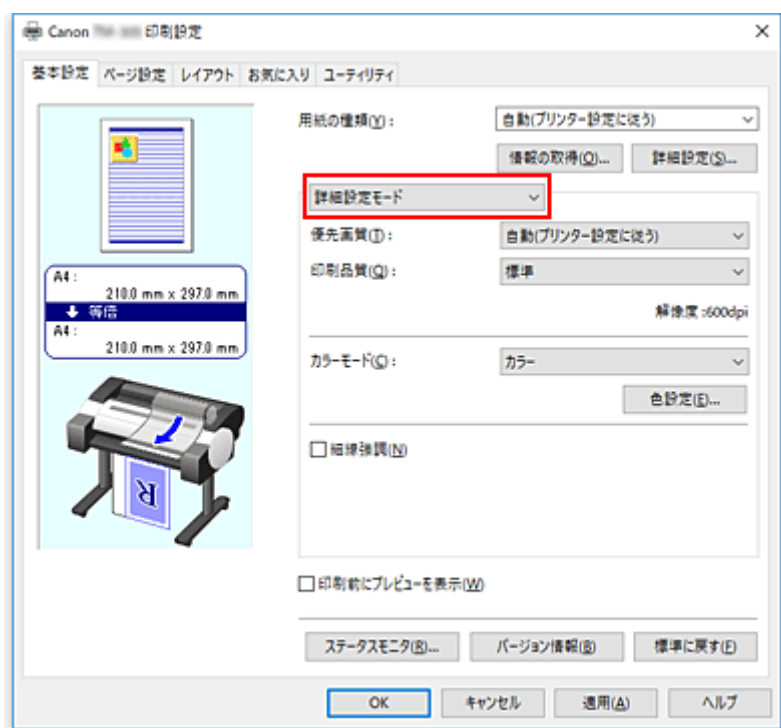 Canon 印刷設定
基本設定 ページ設定 レイアウト お気に入り ユーティリティ
用紙の種類(Y): 自動(プリンター設定に従う)
情報の取得(O)... 詳細設定(S)...
詳細設定モード
優先画質(T): 自動(プリンター設定に従う)
印刷品質(Q): 標準
解像度:600dpi
カラーモード(C): カラー
色設定(E)...
細線強調(N)
印刷前にプレビューを表示(W)
A4:
210.0 mm x 297.0 mm
等倍
A4:
210.0 mm x 297.0 mm
R
ステータスモニタ(R)... バージョン情報(B) 標準に戻す(F)
OK キャンセル 適用(A) ヘルプ